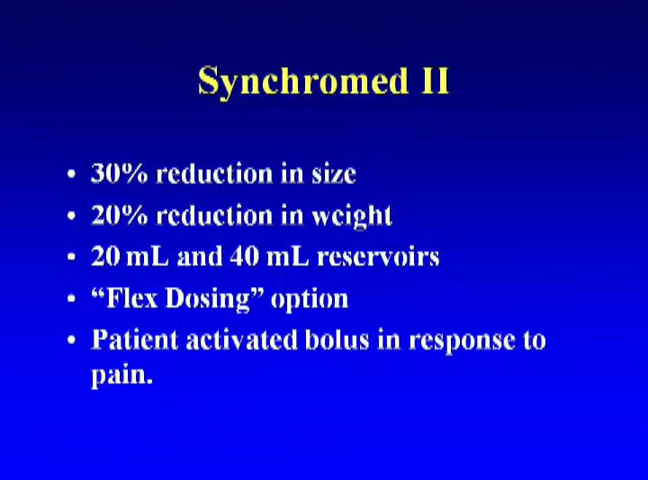 Synchromed II
• 30% reduction in size
• 20% reduction in weight
• 20 mL and 40 mL reservoirs
• “Flex Dosing” option
• Patient activated bolus in response to
pain.